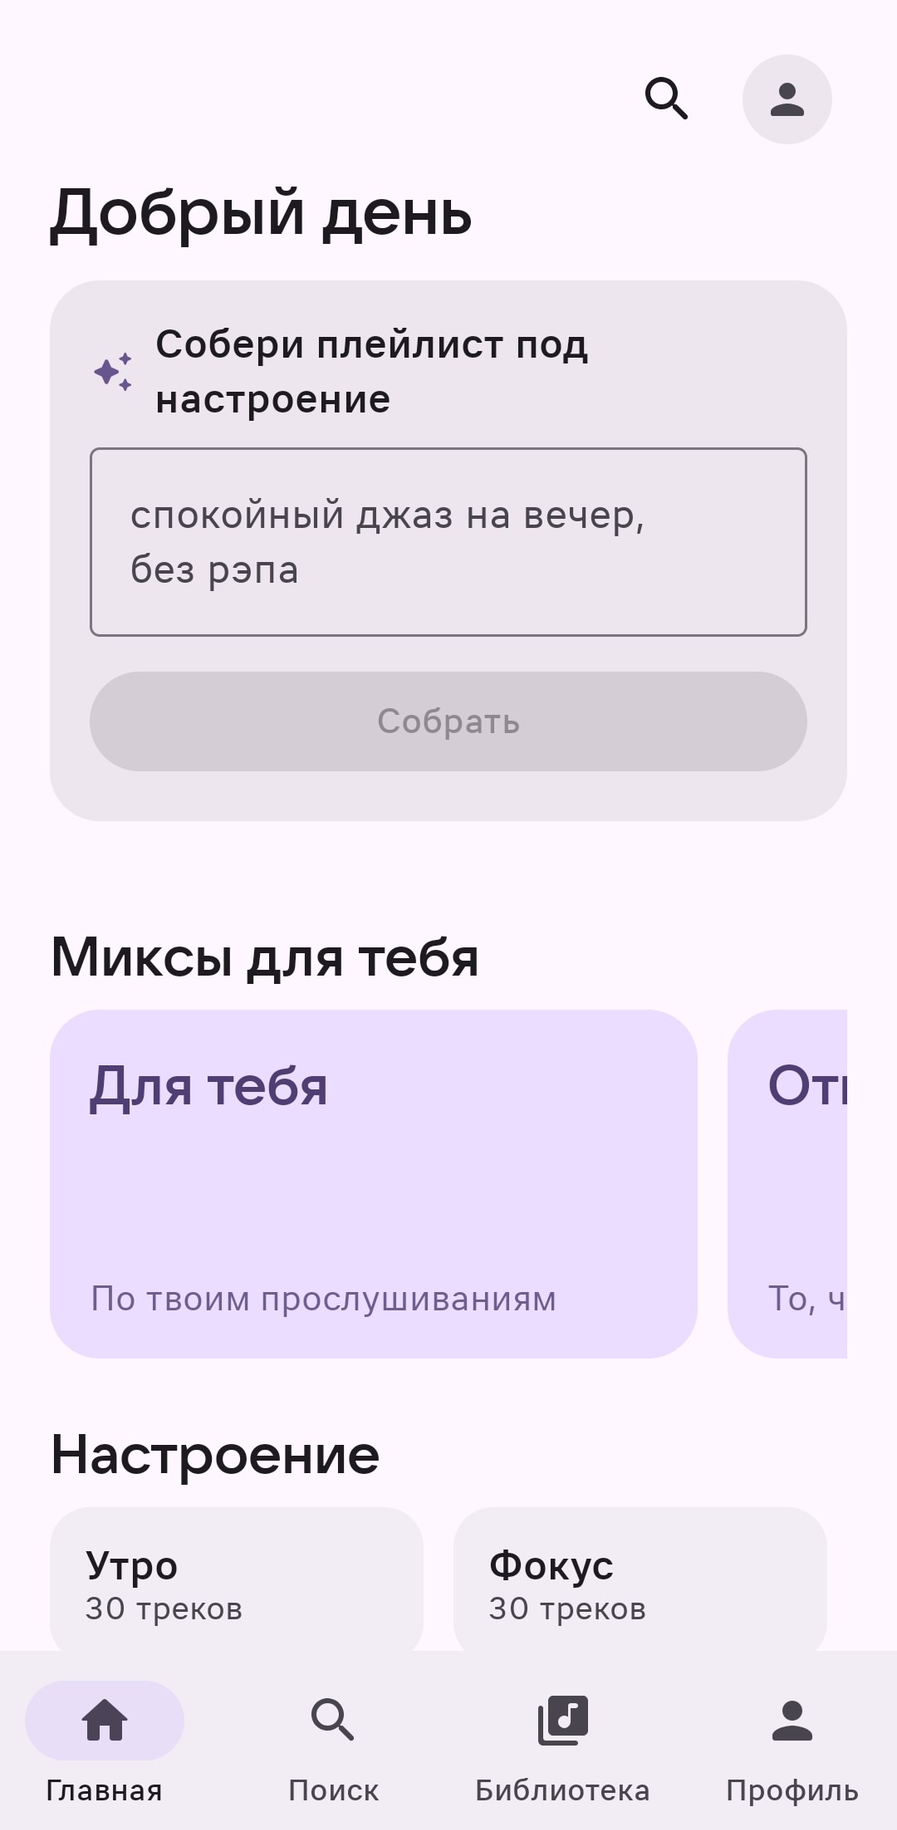 Добрый день
Собери плейлист под
настроение
спокойный джаз на вечер,
без рэпа
Собрать
Миксы для тебя
Для тебя
По твоим прослушиваниям
То, ч
Настроение
Утро
30 треков
Фокус
30 треков
Главная
Поиск
Библиотека
Профиль